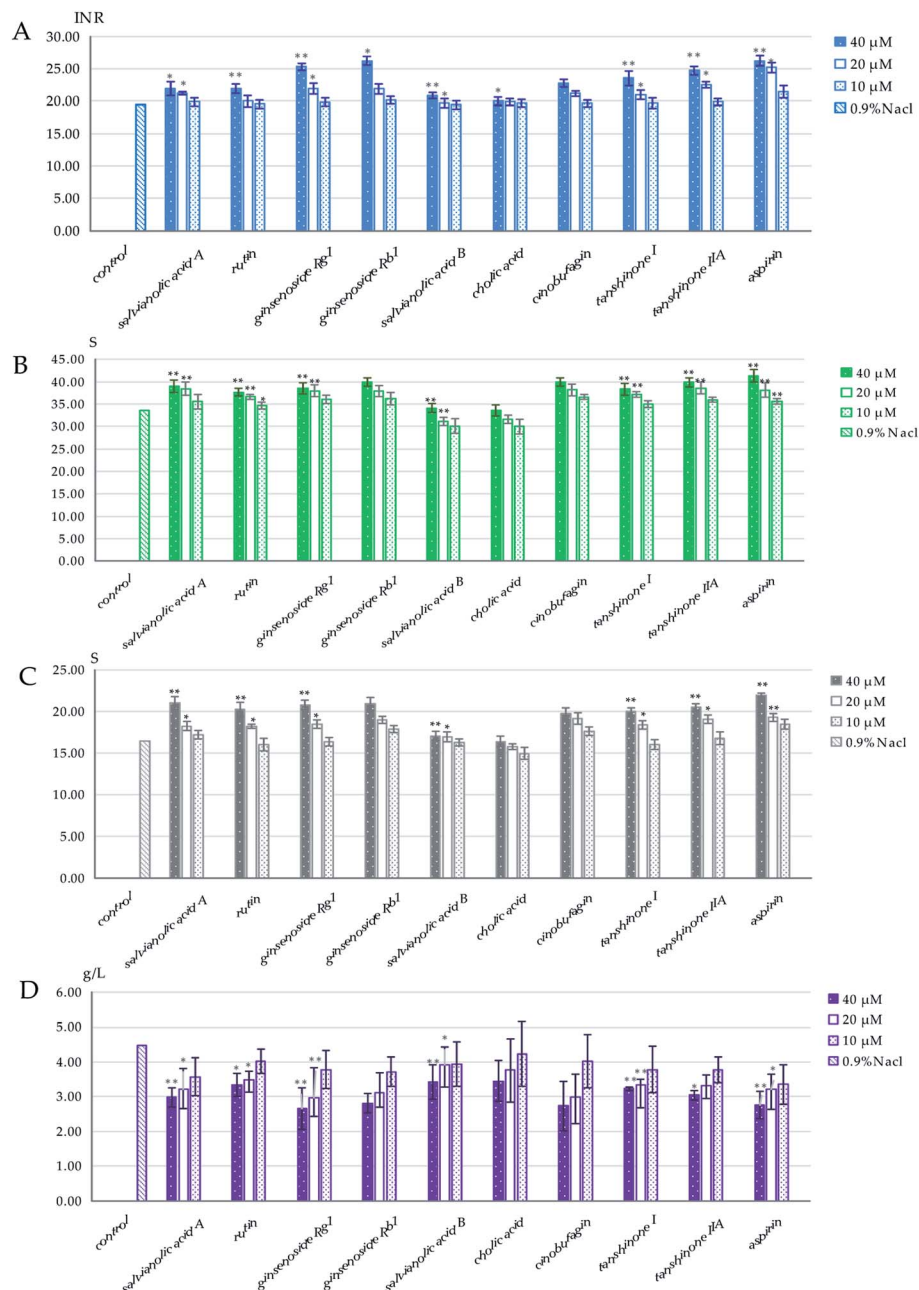 A
INR
30.00
25.00
20.00
15.00
10.00
5.00
0.00
** * * ** ** * * ** * * ** * ** * ** *
40 μM
20 μM
10 μM
0.9%Nacl
control
salvianolic acid A
rutin
ginsenosiqe Rg1
ginsenosiqe Rb1
salvianolic acid B
cholic acid
cinobufagin
tanshinone I
tanshinone IIA
aspirin
B
S
45.00
40.00
35.00
30.00
25.00
20.00
15.00
10.00
5.00
0.00
** ** ** ** * ** ** ** ** ** ** ** ** ** ** **
40 μM
20 μM
10 μM
0.9%Nacl
control
salvianolic acid A
rutin
ginsenosiqe Rg1
ginsenosiqe Rb1
salvianolic acid B
cholic acid
cinobufagin
tanshinone I
tanshinone IIA
aspirin
C
S
25.00
20.00
15.00
10.00
5.00
0.00
** * ** * ** * ** * ** * ** * ** **
40 μM
20 μM
10 μM
0.9%Nacl
control
salvianolic acid A
rutin
ginsenosiqe Rg1
ginsenosiqe Rb1
salvianolic acid B
cholic acid
cinobufagin
tanshinone I
tanshinone IIA
aspirin
D
g/L
6.00
5.00
4.00
3.00
2.00
1.00
0.00
** * * * ** ** ** * ** ** * ** *
40 μM
20 μM
10 μM
0.9%Nacl
control
salvianolic acid A
rutin
ginsenosiqe Rg1
ginsenosiqe Rb1
salvianolic acid B
cholic acid
cinobufagin
tanshinone I
tanshinone IIA
aspirin